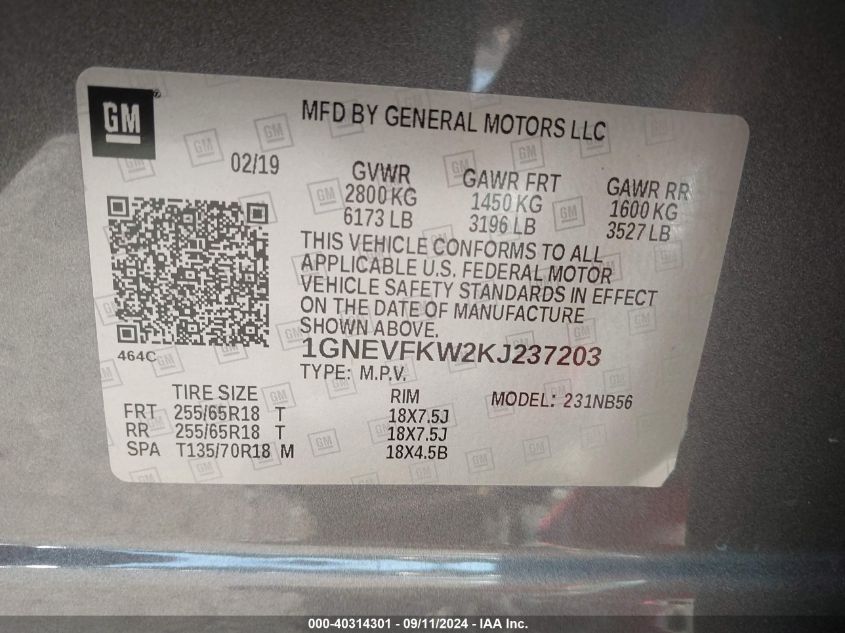 GM
MFD BY GENERAL MOTORS LLC
02/19
GVWR
2800 KG
6173 LB
GAWR FRT
1450 KG
3196 LB
GAWR RR
1600 KG
3527 LB
THIS VEHICLE CONFORMS TO ALL
APPLICABLE U.S. FEDERAL MOTOR
VEHICLE SAFETY STANDARDS IN EFFECT
ON THE DATE OF MANUFACTURE
SHOWN ABOVE.
464C
1GNEVFKW2KJ237203
TYPE: M.P.V.
TIRE SIZE RIM MODEL: 231NB56
FRT 255/65R18 T 18X7.5J
RR 255/65R18 T 18X7.5J
SPA T135/70R18 M 18X4.5B
000-40314301 - 09/11/2024 - IAA Inc.